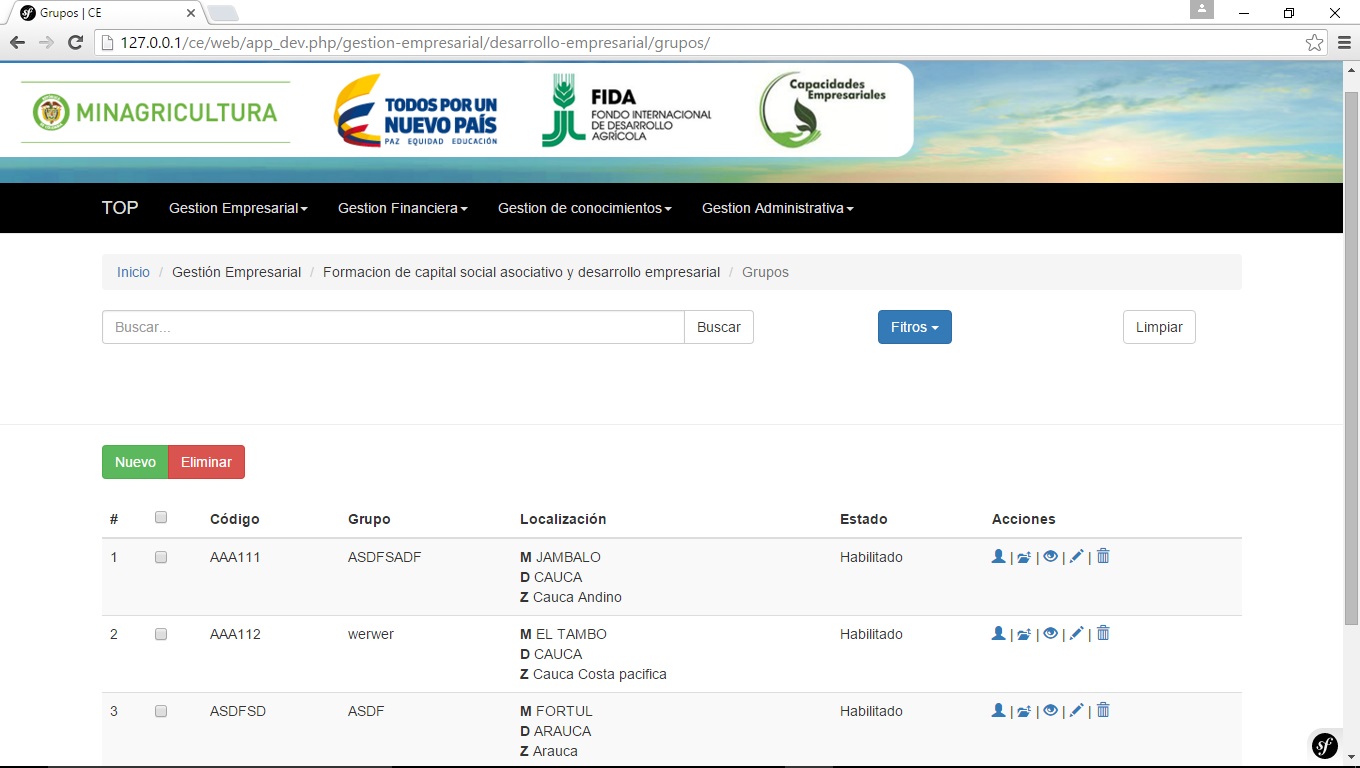 Grupos | CE
127.0.0.1/ce/web/app_dev.php/gestion-empresarial/desarrollo-empresarial/grupos/
MINAGRICULTURA
TODOS POR UN
NUEVO PAÍS
PAZ EQUIDAD EDUCACIÓN
FIDA
FONDO INTERNACIONAL
DE DESARROLLO
AGRÍCOLA
Capacidades
Empresariales
TOP Gestion Empresarial Gestion Financiera Gestion de conocimientos Gestion Administrativa
Inicio / Gestión Empresarial / Formacion de capital social asociativo y desarrollo empresarial / Grupos
Buscar... Buscar Fitros Limpiar
Nuevo Eliminar
# Código Grupo Localización Estado Acciones
1 AAA111 ASDFSADF M JAMBALO Habilitado | | | |
D CAUCA
Z Cauca Andino
2 AAA112 werwer M EL TAMBO Habilitado | | | |
D CAUCA
Z Cauca Costa pacifica
3 ASDFSD ASDF M FORTUL Habilitado | | | |
D ARAUCA
Z Arauca
sf